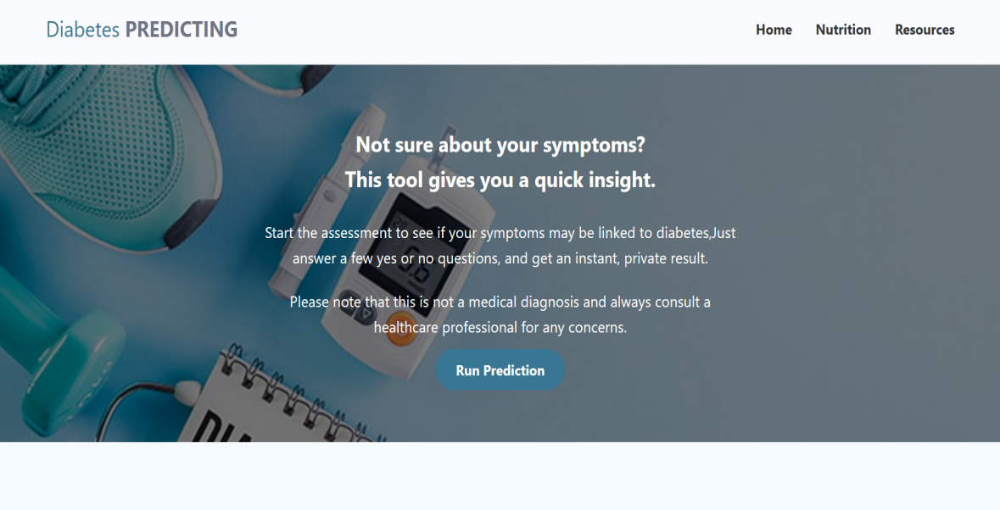 Diabetes PREDICTING
Home Nutrition Resources
Not sure about your symptoms?
This tool gives you a quick insight.
Start the assessment to see if your symptoms may be linked to diabetes,Just
answer a few yes or no questions, and get an instant, private result.
Please note that this is not a medical diagnosis and always consult a
healthcare professional for any concerns.
Run Prediction